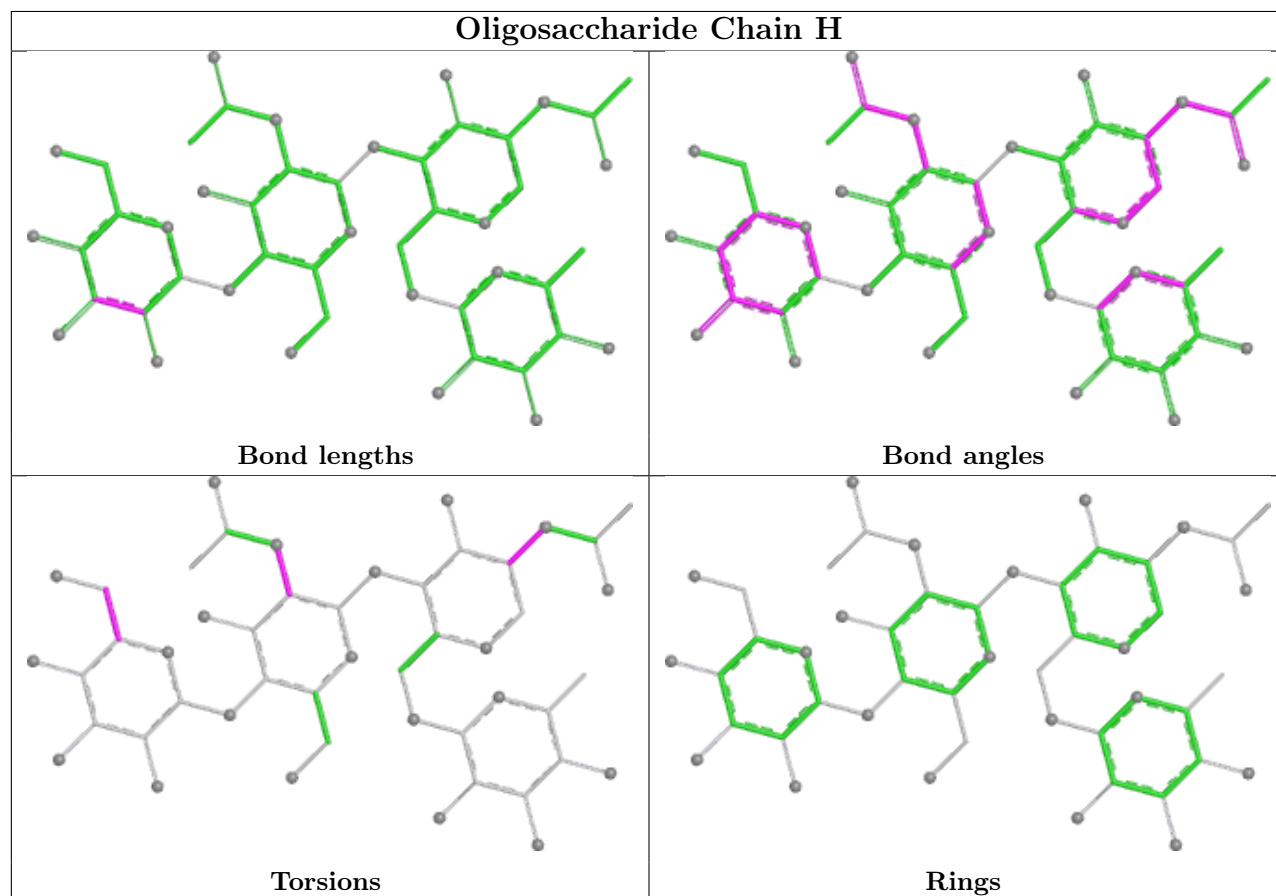 Oligosaccharide Chain H
Bond lengths
Bond angles
Torsions
Rings